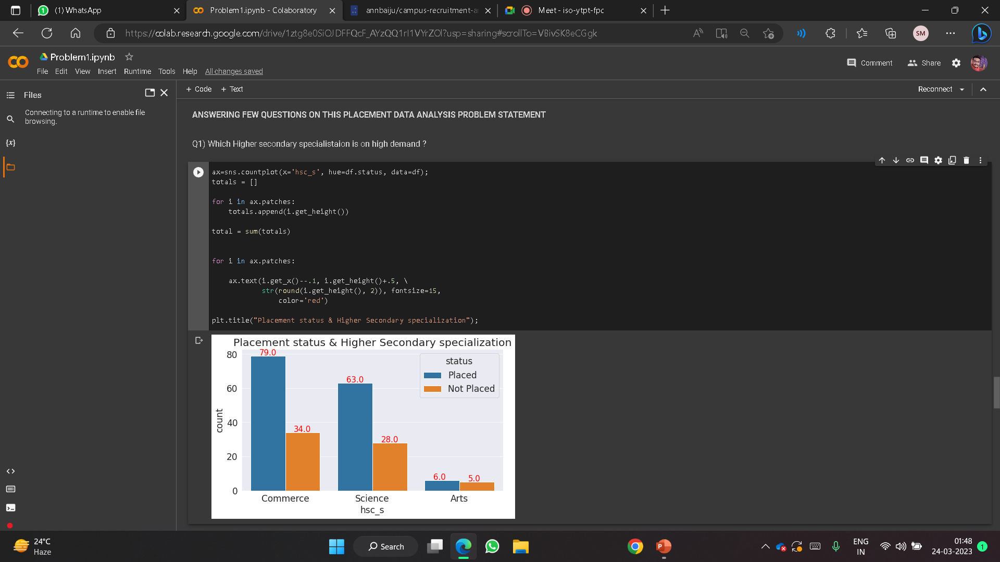 (1) WhatsApp
Problem1.ipynb - Colaboratory
annbaiju/campus-recruitment-a
Meet - iso-ytpt-fpc
https://colab.research.google.com/drive/1ztg8e0SiOJDFFQcF_AYzQQ1rI1VYrZOl?usp=sharing#scrollTo=VBivSK8eCGgk
SM
Problem1.ipynb
File Edit View Insert Runtime Tools Help All changes saved
Comment Share
Files
+ Code + Text
Reconnect
Connecting to a runtime to enable file
browsing.
{x}
ANSWERING FEW QUESTIONS ON THIS PLACEMENT DATA ANALYSIS PROBLEM STATEMENT
Q1) Which Higher secondary specialistaion is on high demand ?
ax=sns.countplot(x='hsc_s', hue=df.status, data=df);
totals = []
for i in ax.patches:
totals.append(i.get_height())
total = sum(totals)
for i in ax.patches:
ax.text(i.get_x()--.1, i.get_height()+.5, \
str(round(i.get_height(), 2)), fontsize=15,
color='red')
plt.title("Placement status & Higher Secondary specialization");
Placement status & Higher Secondary specialization
79.0
63.0
34.0
28.0
6.0
5.0
status
Placed
Not Placed
80
60
40
20
0
count
Commerce Science Arts
hsc_s
24°C
Haze
Search
ENG
IN
01:48
24-03-2023
1